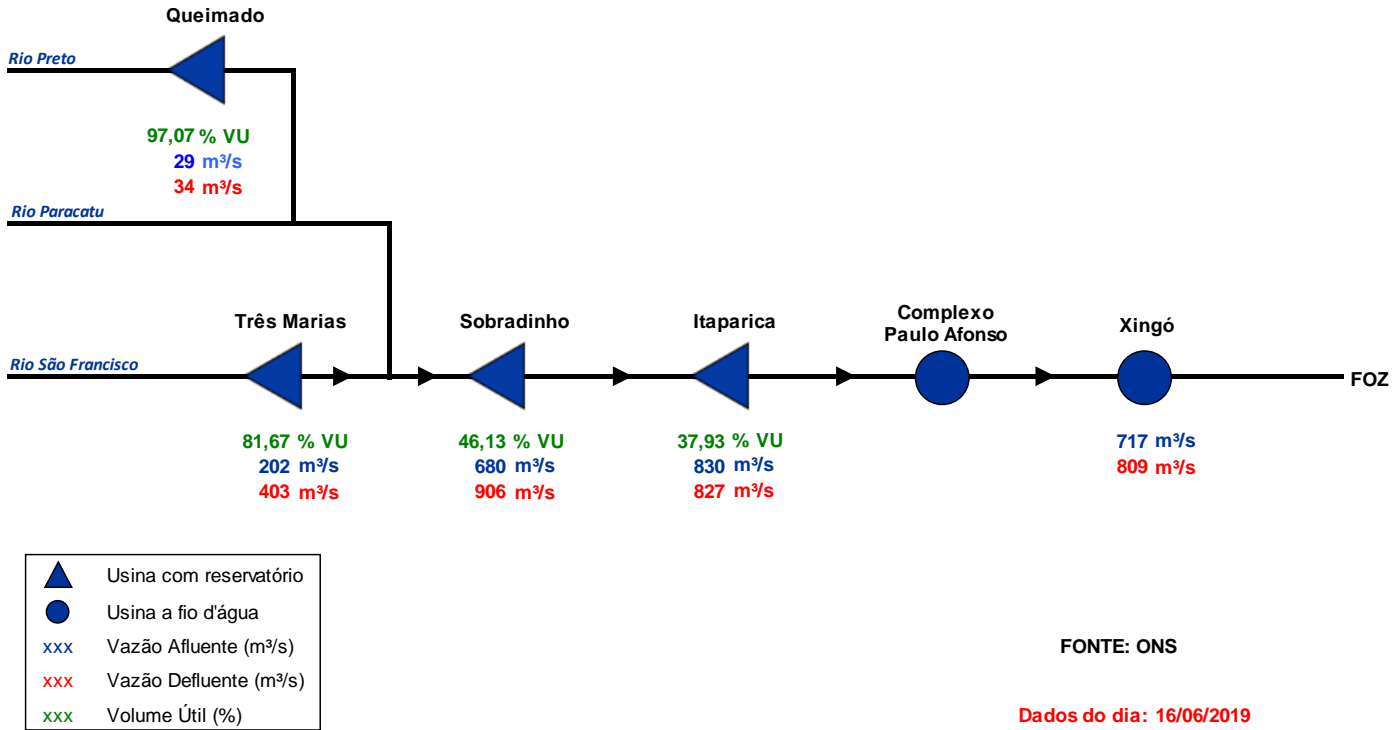 Queimado
Rio Preto
97,07 % VU
29 m³/s
34 m³/s
Rio Paracatu
Três Marias
Sobradinho
Itaparica
Complexo
Paulo Afonso
Xingó
Rio São Francisco
FOZ
81,67 % VU
202 m³/s
403 m³/s
46,13 % VU
680 m³/s
906 m³/s
37,93 % VU
830 m³/s
827 m³/s
717 m³/s
809 m³/s
Usina com reservatório
Usina a fio d'água
xxx Vazão Afluente (m³/s)
xxx Vazão Defluente (m³/s)
xxx Volume Útil (%)
FONTE: ONS
Dados do dia: 16/06/2019